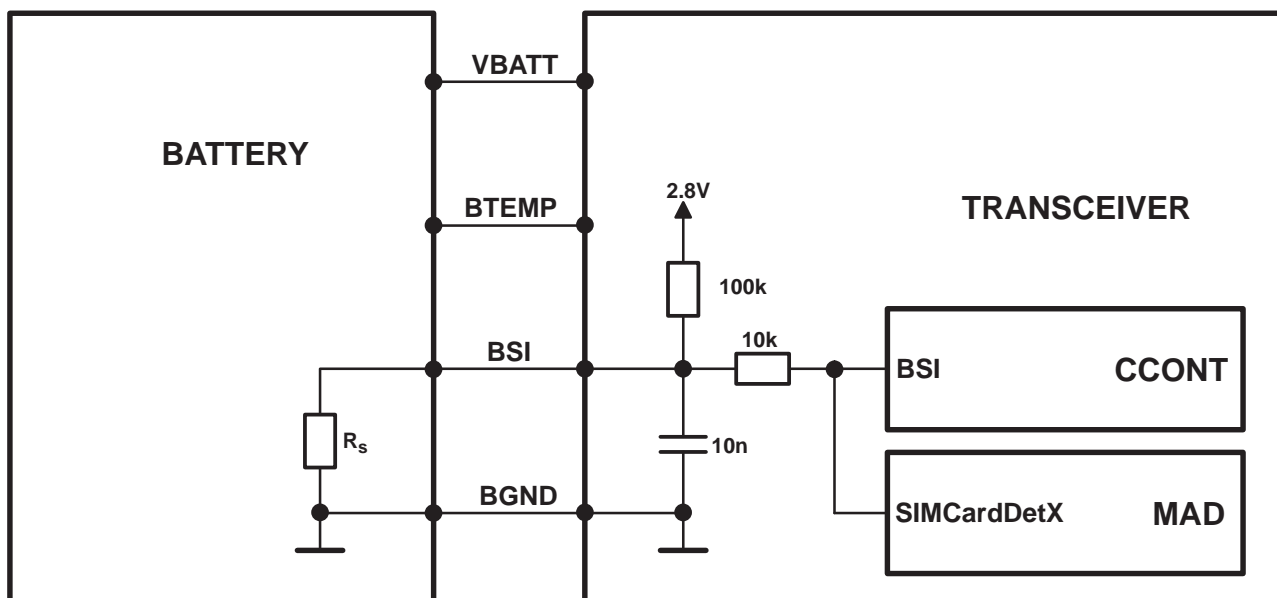 VBATT
BATTERY
2.8V
BTEMP
TRANSCEIVER
100k
10k
BSI
BSI
CCONT
Rs
10n
BGND
SIMCardDetX
MAD